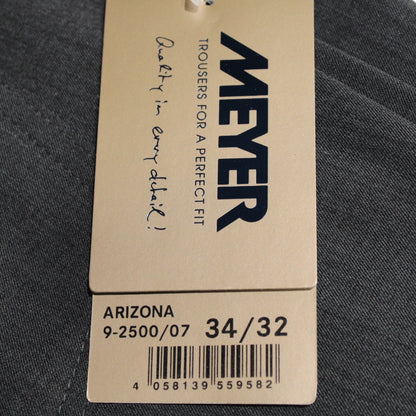 MEYER
TROUSERS FOR A PERFECT FIT
Quality in every detail!
ARIZONA
9-2500/07 34/32
4 058139 559582